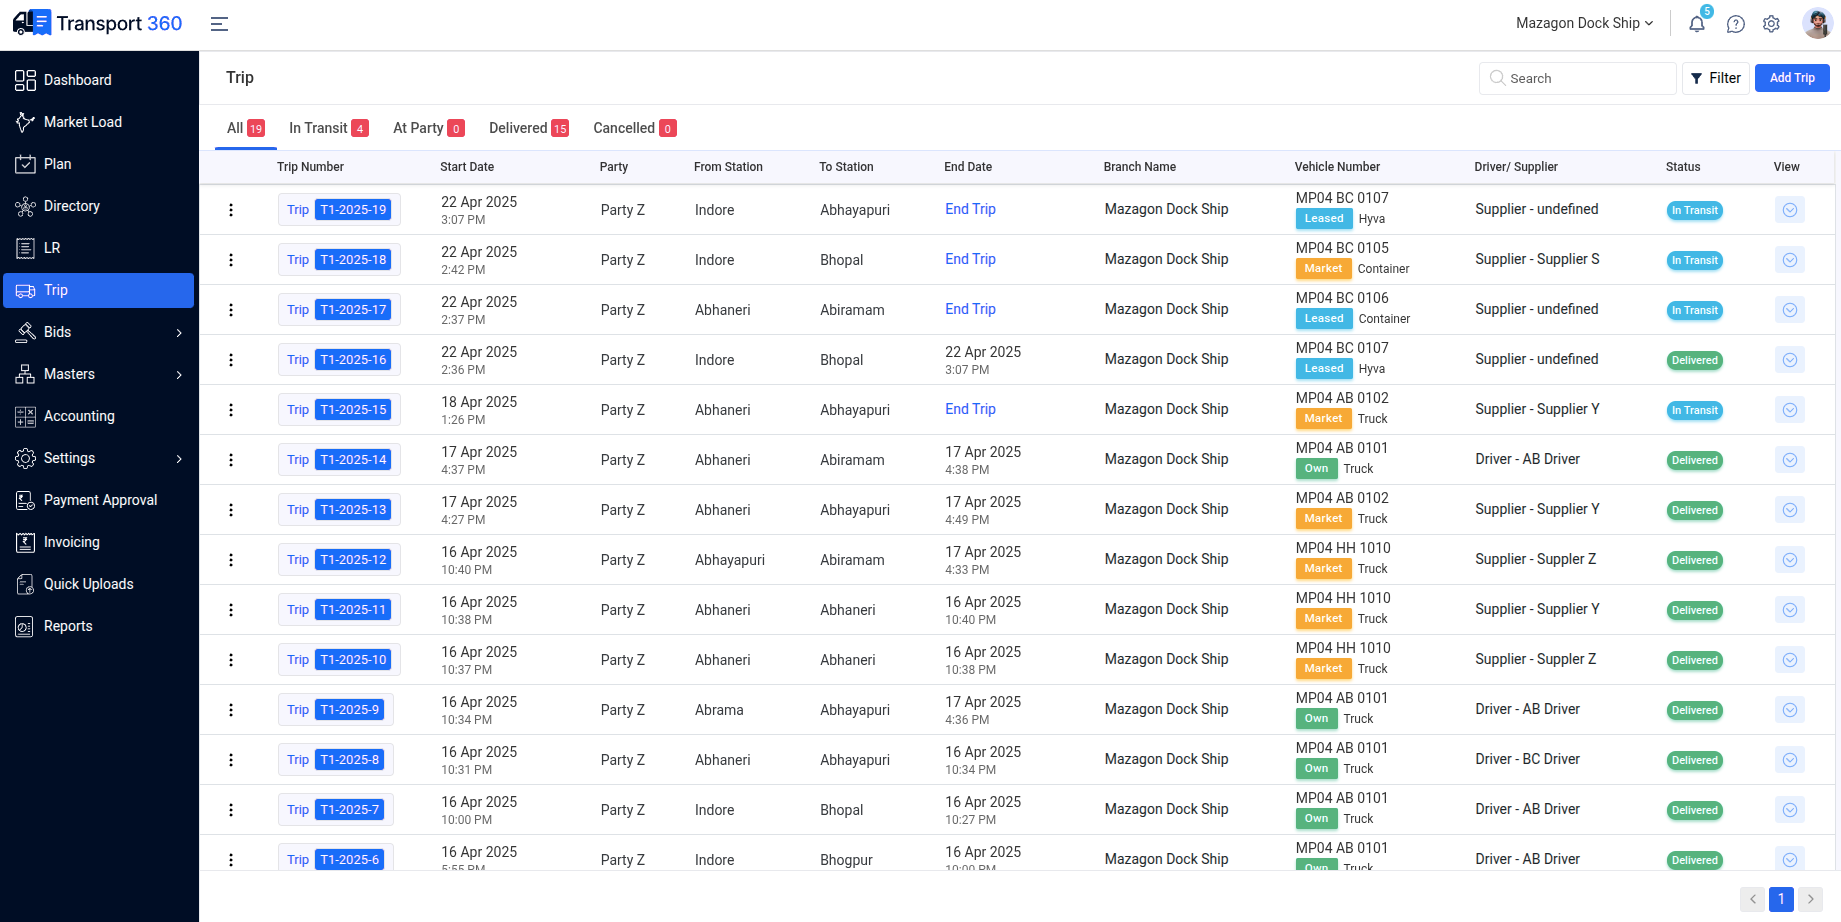 Transport 360
Mazagon Dock Ship
5
Dashboard
Market Load
Plan
Directory
LR
Trip
Bids
Masters
Accounting
Settings
Payment Approval
Invoicing
Quick Uploads
Reports
Trip
Search
Filter
Add Trip
All 19 In Transit 4 At Party 0 Delivered 15 Cancelled 0
Trip Number Start Date Party From Station To Station End Date Branch Name Vehicle Number Driver/ Supplier Status View
Trip T1-2025-19 22 Apr 2025 3:07 PM Party Z Indore Abhayapuri End Trip Mazagon Dock Ship MP04 BC 0107 Leased Hyva Supplier - undefined In Transit
Trip T1-2025-18 22 Apr 2025 2:42 PM Party Z Indore Bhopal End Trip Mazagon Dock Ship MP04 BC 0105 Market Container Supplier - Supplier S In Transit
Trip T1-2025-17 22 Apr 2025 2:37 PM Party Z Abhaneri Abiramam End Trip Mazagon Dock Ship MP04 BC 0106 Leased Container Supplier - undefined In Transit
Trip T1-2025-16 22 Apr 2025 2:36 PM Party Z Indore Bhopal 22 Apr 2025 3:07 PM Mazagon Dock Ship MP04 BC 0107 Leased Hyva Supplier - undefined Delivered
Trip T1-2025-15 18 Apr 2025 1:26 PM Party Z Abhaneri Abhayapuri End Trip Mazagon Dock Ship MP04 AB 0102 Market Truck Supplier - Supplier Y In Transit
Trip T1-2025-14 17 Apr 2025 4:37 PM Party Z Abhaneri Abiramam 17 Apr 2025 4:38 PM Mazagon Dock Ship MP04 AB 0101 Own Truck Driver - AB Driver Delivered
Trip T1-2025-13 17 Apr 2025 4:27 PM Party Z Abhaneri Abhayapuri 17 Apr 2025 4:49 PM Mazagon Dock Ship MP04 AB 0102 Market Truck Supplier - Supplier Y Delivered
Trip T1-2025-12 16 Apr 2025 10:40 PM Party Z Abhayapuri Abiramam 17 Apr 2025 4:33 PM Mazagon Dock Ship MP04 HH 1010 Market Truck Supplier - Suppler Z Delivered
Trip T1-2025-11 16 Apr 2025 10:38 PM Party Z Abhaneri Abhaneri 16 Apr 2025 10:40 PM Mazagon Dock Ship MP04 HH 1010 Market Truck Supplier - Supplier Y Delivered
Trip T1-2025-10 16 Apr 2025 10:37 PM Party Z Abhaneri Abhaneri 16 Apr 2025 10:38 PM Mazagon Dock Ship MP04 HH 1010 Market Truck Supplier - Suppler Z Delivered
Trip T1-2025-9 16 Apr 2025 10:34 PM Party Z Abrama Abhayapuri 17 Apr 2025 4:36 PM Mazagon Dock Ship MP04 AB 0101 Own Truck Driver - AB Driver Delivered
Trip T1-2025-8 16 Apr 2025 10:31 PM Party Z Abhaneri Abhayapuri 16 Apr 2025 10:34 PM Mazagon Dock Ship MP04 AB 0101 Own Truck Driver - BC Driver Delivered
Trip T1-2025-7 16 Apr 2025 10:00 PM Party Z Indore Bhopal 16 Apr 2025 10:27 PM Mazagon Dock Ship MP04 AB 0101 Own Truck Driver - AB Driver Delivered
Trip T1-2025-6 16 Apr 2025 5:55 PM Party Z Indore Bhogpur 16 Apr 2025 10:00 PM Mazagon Dock Ship MP04 AB 0101 Own Truck Driver - AB Driver Delivered
1